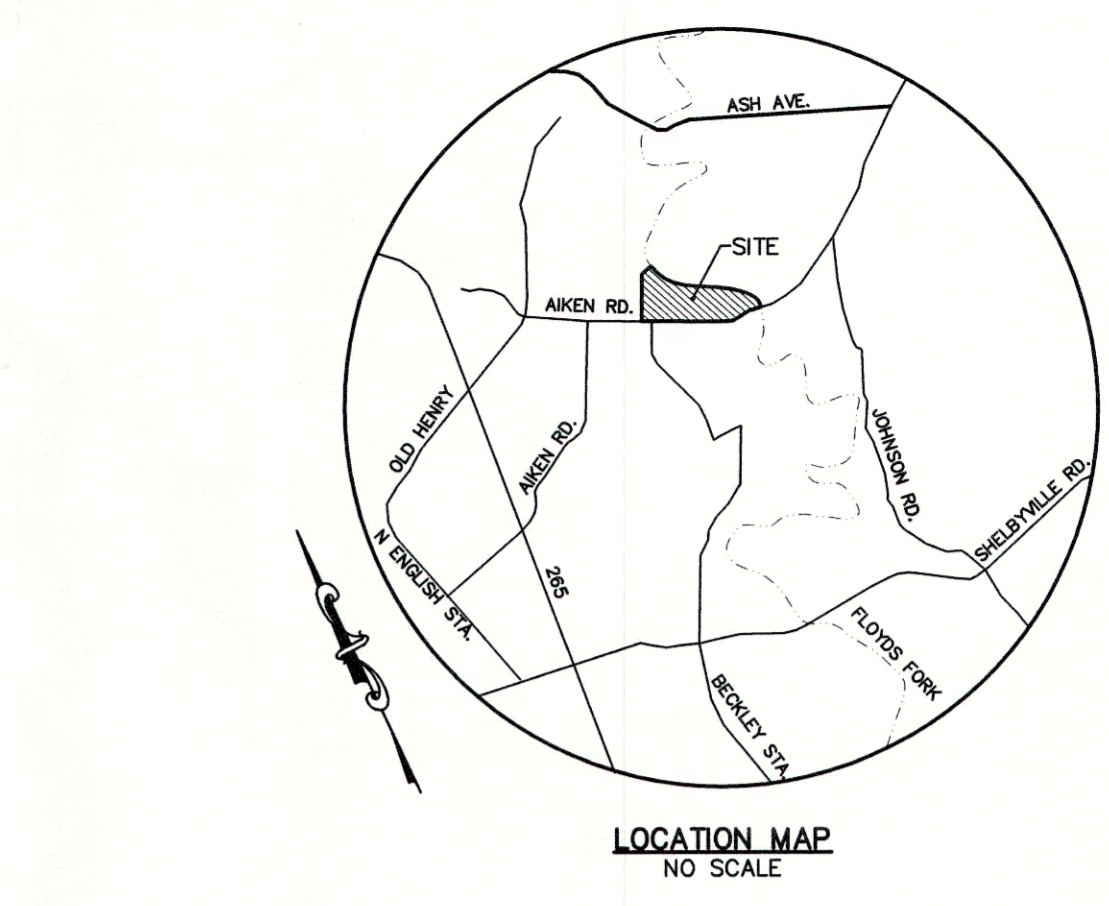 ASH AVE.
SITE
AIKEN RD.
OLD HENRY
AIKEN RD.
JOHNSON RD.
SHELBYVILLE RD.
N ENGLISH STA.
265
FLOYDS FORK
BECKLEY STA.
LOCATION MAP
NO SCALE